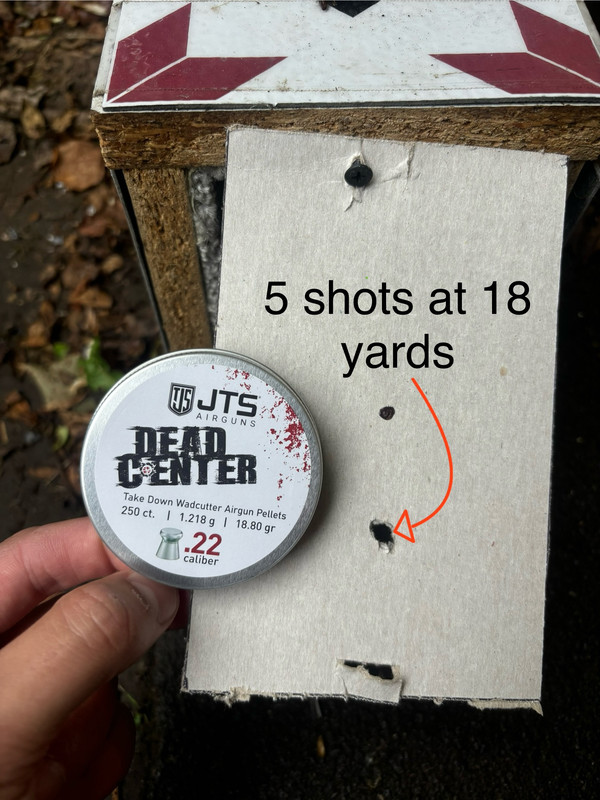 5 shots at 18
yards
TJS JTS
AIRGUNS
DEAD
CENTER
Take Down Wadcutter Airgun Pellets
250 ct. | 1.218 g | 18.80 gr
.22
caliber